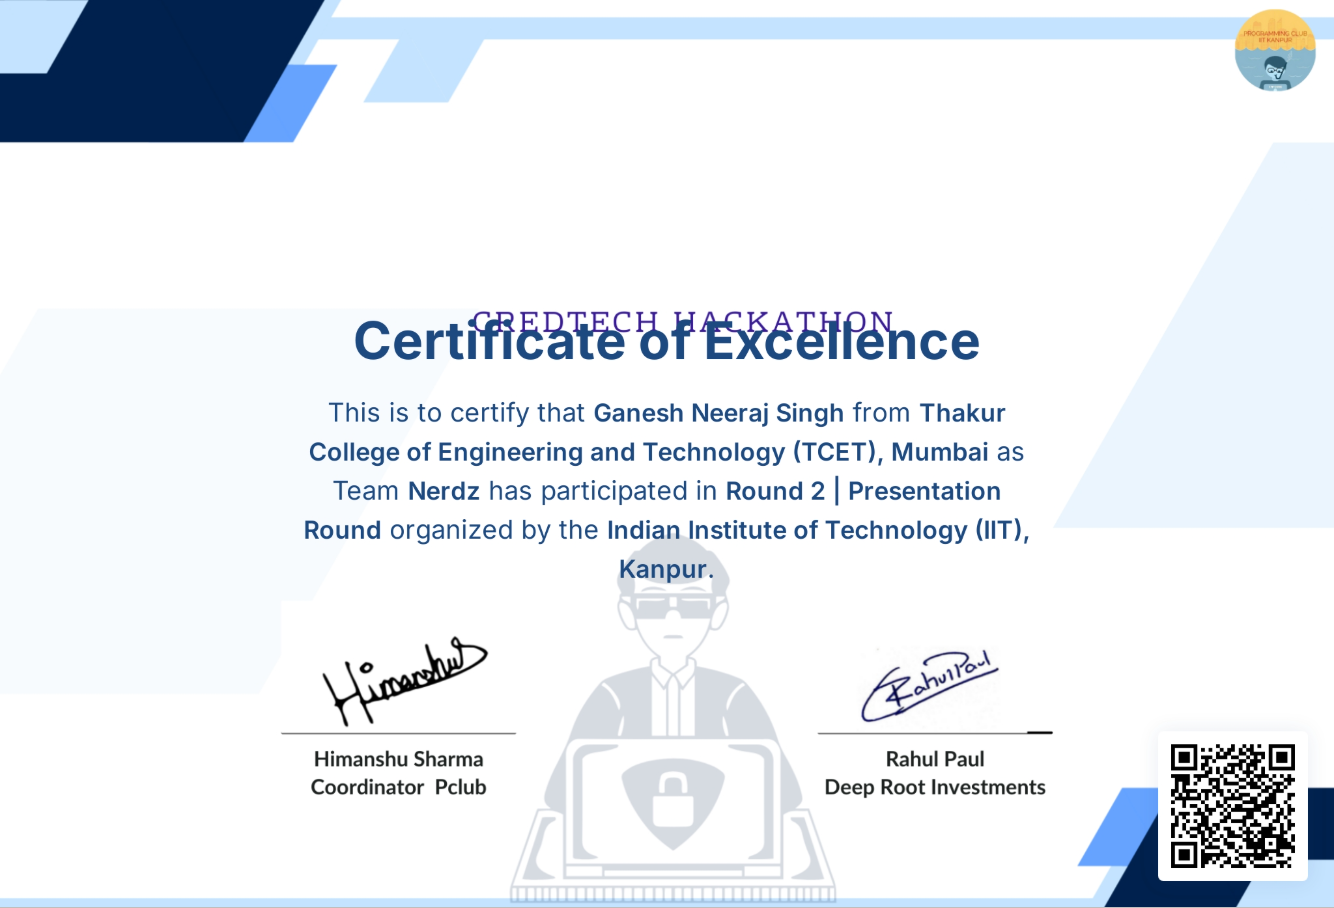 PROGRAMMING CLUB
IIT KANPUR
CREDTECH HACKATHON
Certificate of Excellence
This is to certify that Ganesh Neeraj Singh from Thakur
College of Engineering and Technology (TCET), Mumbai as
Team Nerdz has participated in Round 2 | Presentation
Round organized by the Indian Institute of Technology (IIT),
Kanpur.
Himanshu
Rahul Paul
Himanshu Sharma
Rahul Paul
Coordinator Pclub
Deep Root Investments